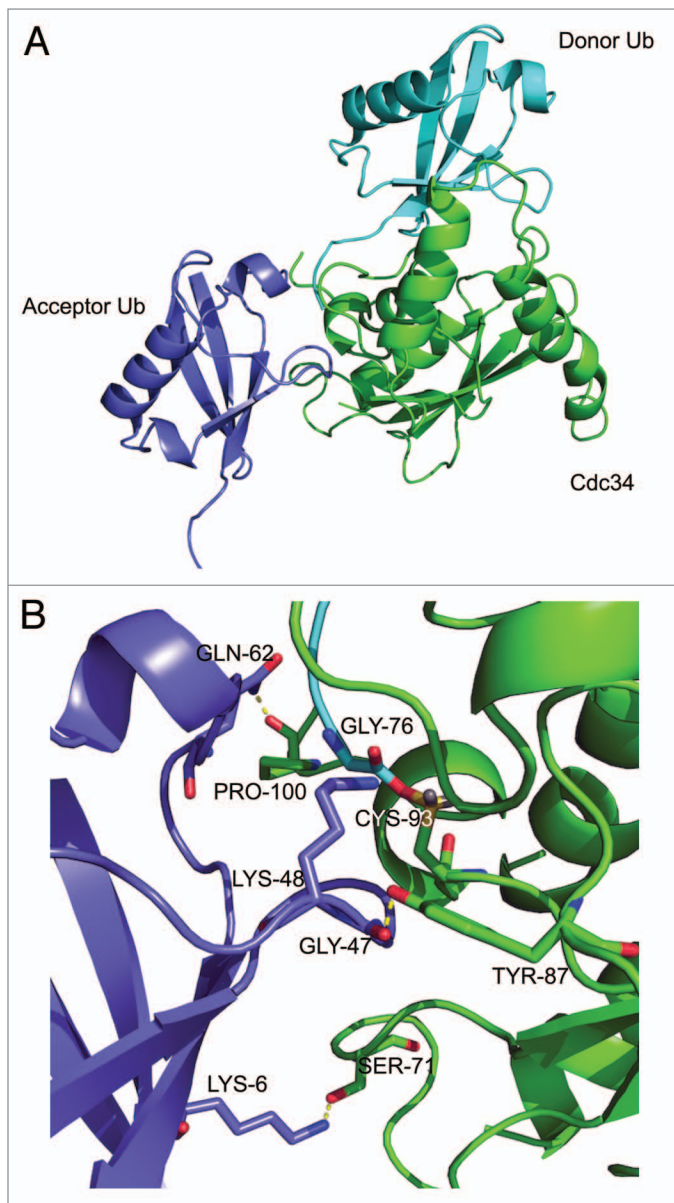 A
Donor Ub
Acceptor Ub
Cdc34
B
GLN-62
GLY-76
PRO-100
CYS-93
LYS-48
GLY-47
TYR-87
SER-71
LYS-6